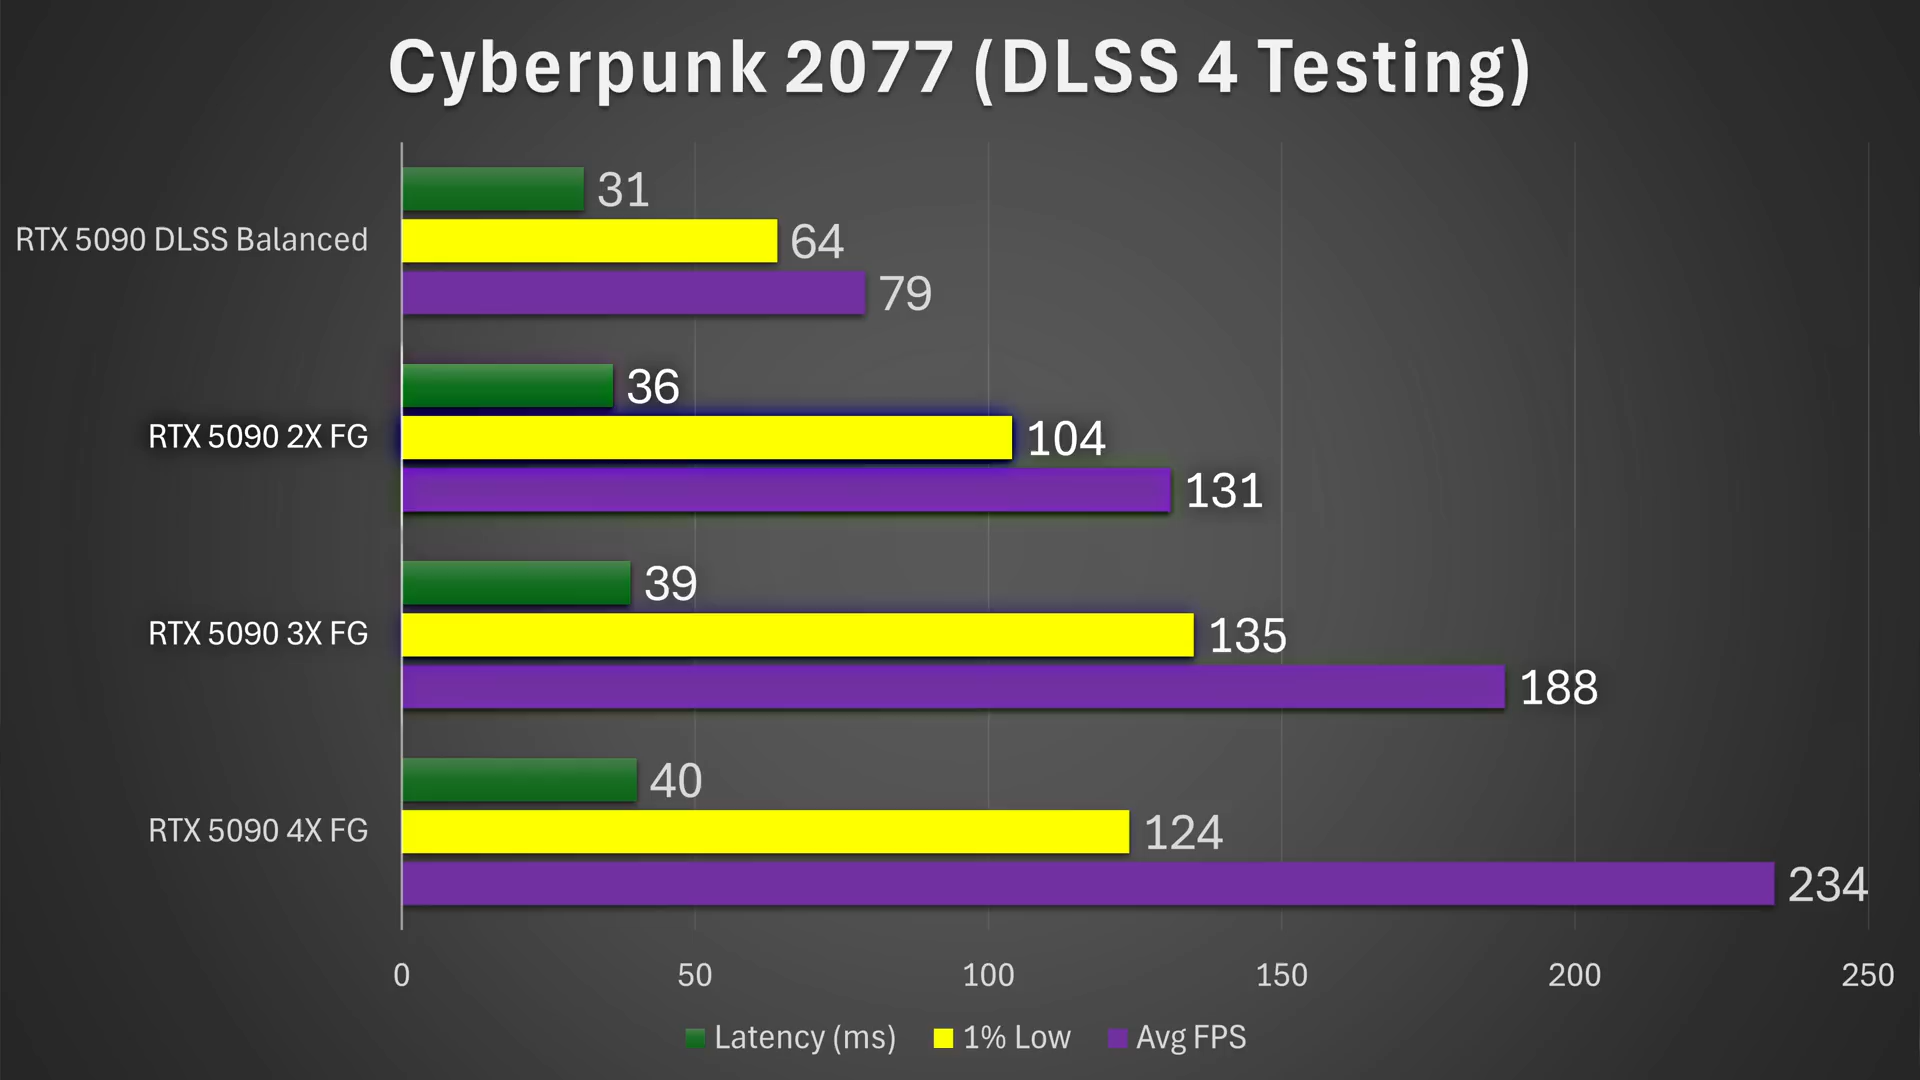 Cyberpunk 2077 (DLSS 4 Testing)
31
RTX 5090 DLSS Balanced
64
79
36
RTX 5090 2X FG
104
131
39
RTX 5090 3X FG
135
188
40
RTX 5090 4X FG
124
234
0 50 100 150 200 250
Latency (ms) 1% Low Avg FPS